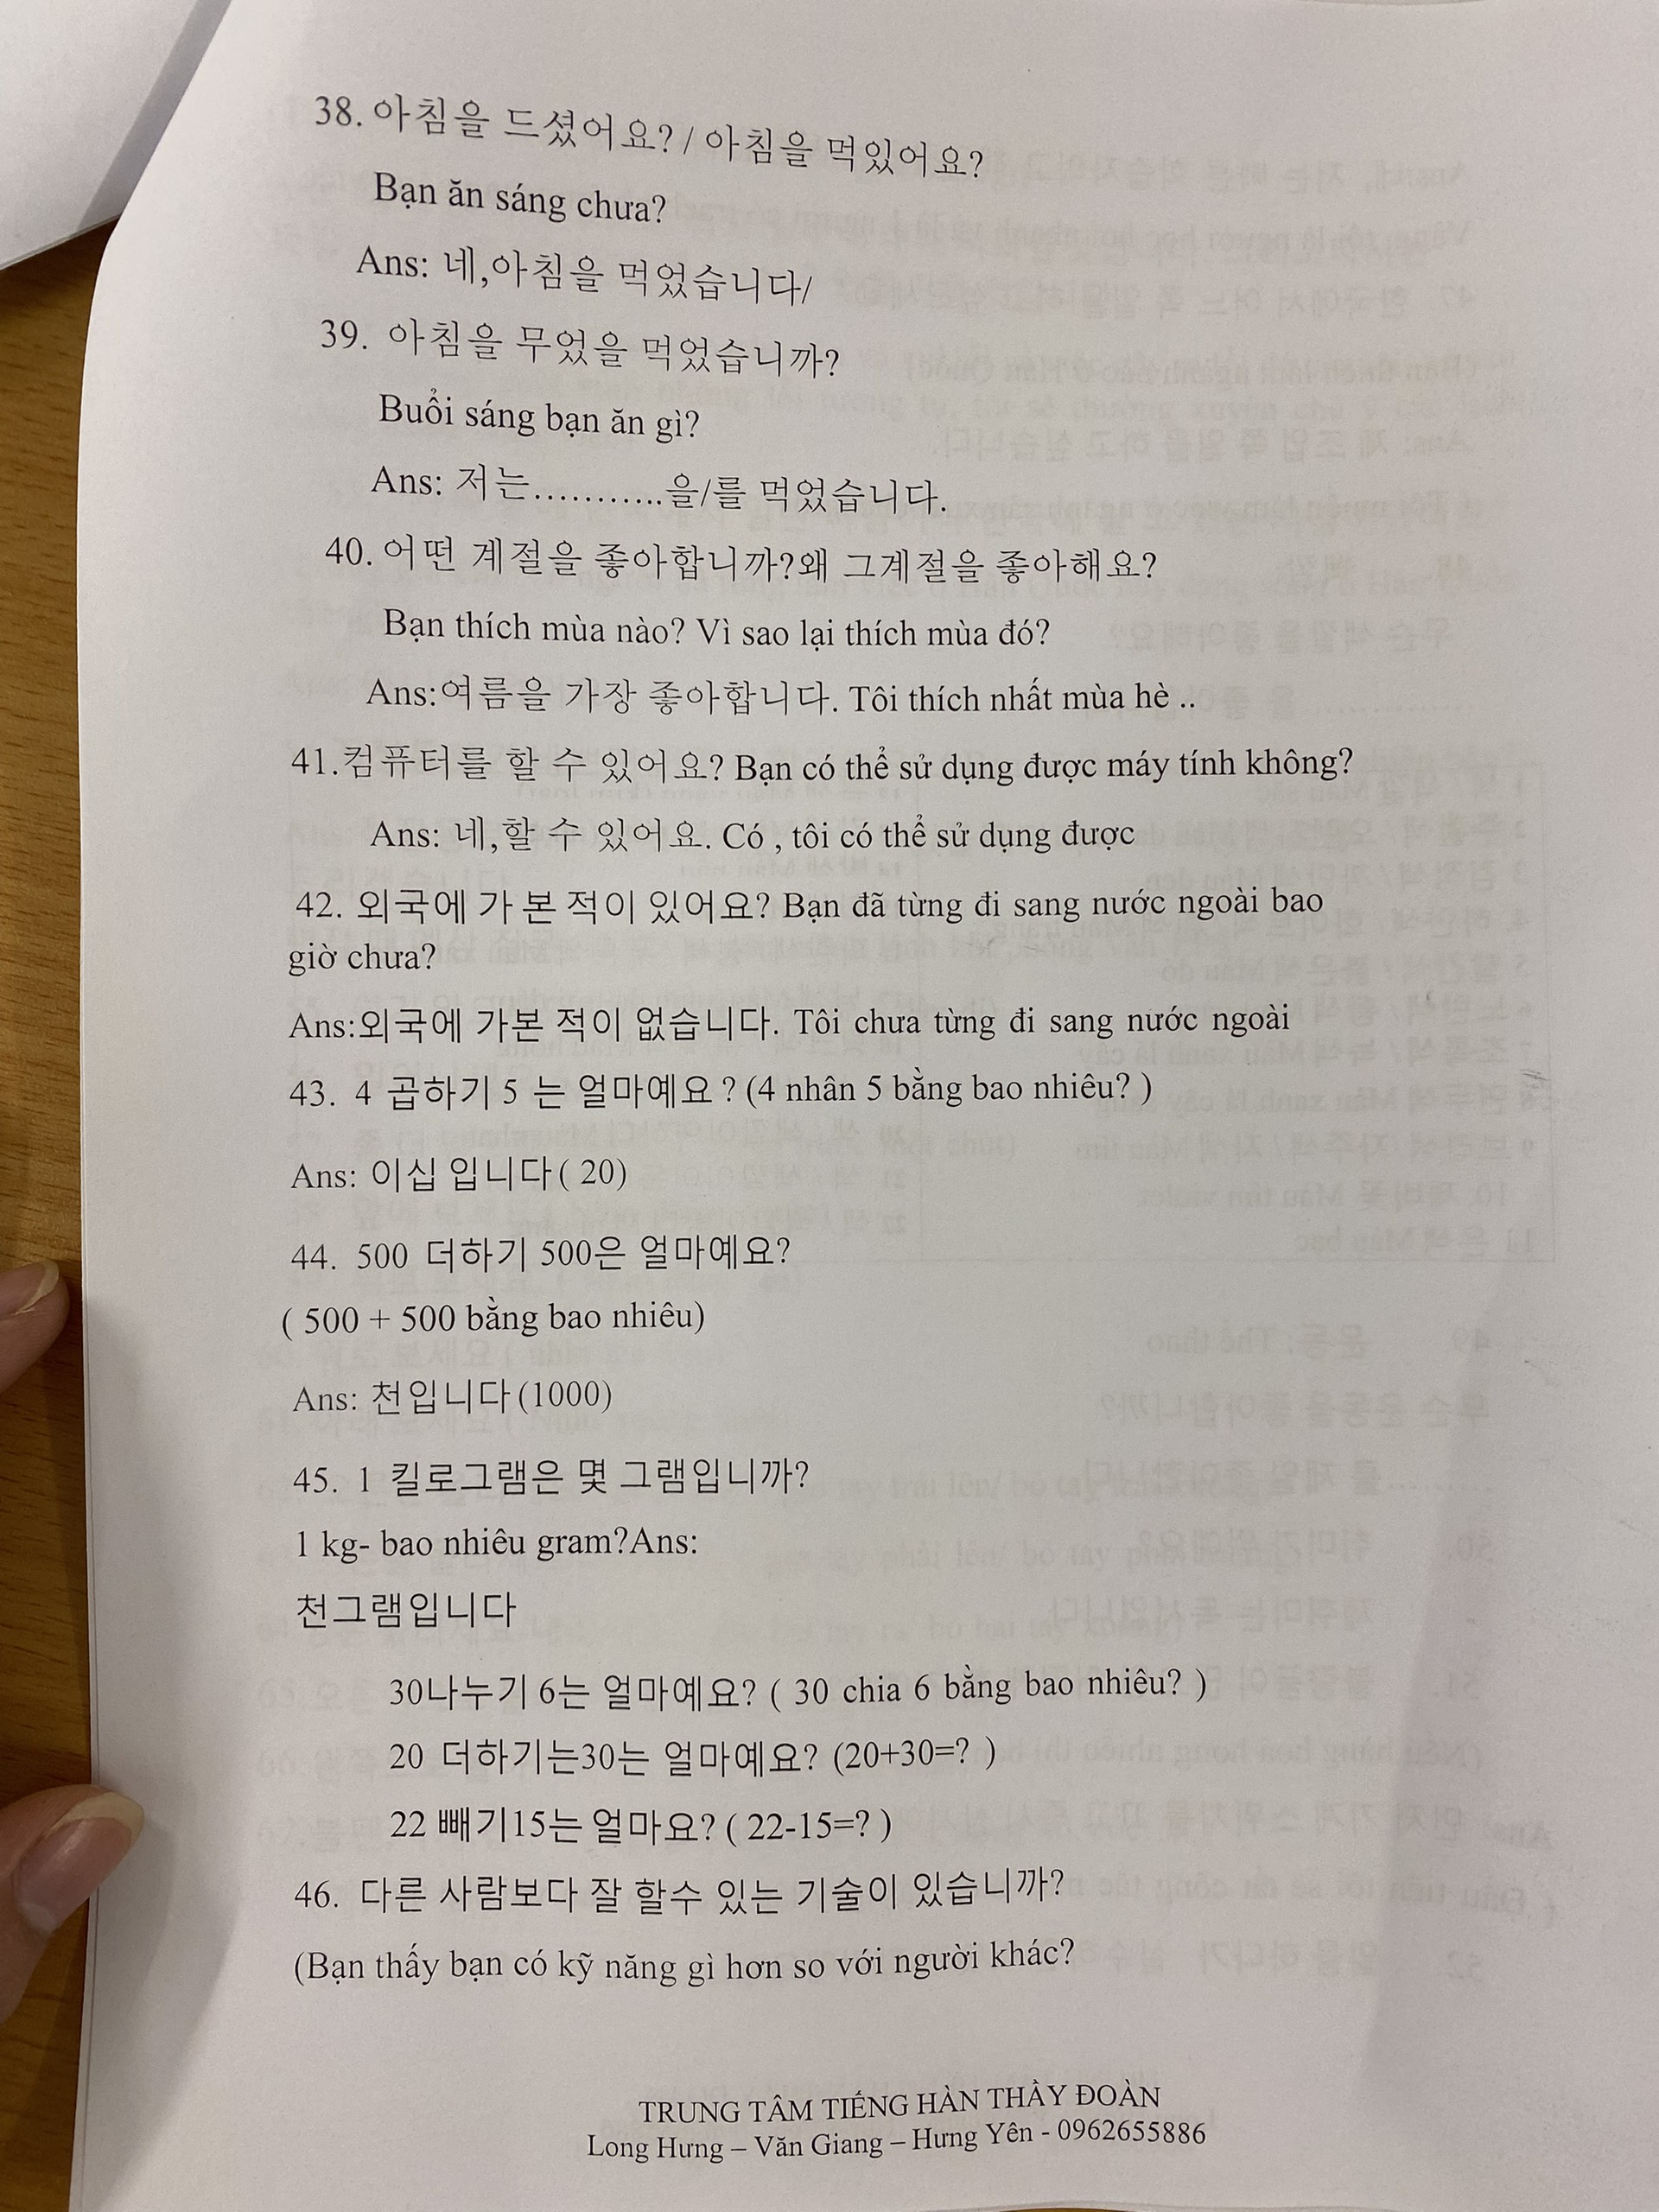 38. 아침을 드셨어요? / 아침을 먹있어요?
Bạn ăn sáng chưa?
Ans: 네,아침을 먹었습니다/
39. 아침을 무었을 먹었습니까?
Buổi sáng bạn ăn gì?
Ans: 저는...........을/를 먹었습니다.
40. 어떤 계절을 좋아합니까?왜 그계절을 좋아해요?
Bạn thích mùa nào? Vì sao lại thích mùa đó?
Ans:여름을 가장 좋아합니다. Tôi thích nhất mùa hè ..
41.컴퓨터를 할 수 있어요? Bạn có thể sử dụng được máy tính không?
Ans: 네,할 수 있어요. Có , tôi có thể sử dụng được
42. 외국에 가 본 적이 있어요? Bạn đã từng đi sang nước ngoài bao
giờ chưa?
Ans:외국에 가본 적이 없습니다. Tôi chưa từng đi sang nước ngoài
43. 4 곱하기 5 는 얼마예요 ? (4 nhân 5 bằng bao nhiêu? )
Ans: 이십 입니다 ( 20)
44. 500 더하기 500은 얼마예요?
( 500 + 500 bằng bao nhiêu)
Ans: 천입니다 (1000)
45. 1 킬로그램은 몇 그램입니까?
1 kg- bao nhiêu gram?Ans:
천그램입니다
30나누기 6는 얼마예요? ( 30 chia 6 bằng bao nhiêu? )
20 더하기는30는 얼마예요? (20+30=? )
22 빼기15는 얼마요? ( 22-15=? )
46. 다른 사람보다 잘 할수 있는 기술이 있습니까?
(Bạn thấy bạn có kỹ năng gì hơn so với người khác?
TRUNG TÂM TIẾNG HÀN THẦY ĐOÀN
Long Hưng – Văn Giang – Hưng Yên - 0962655886